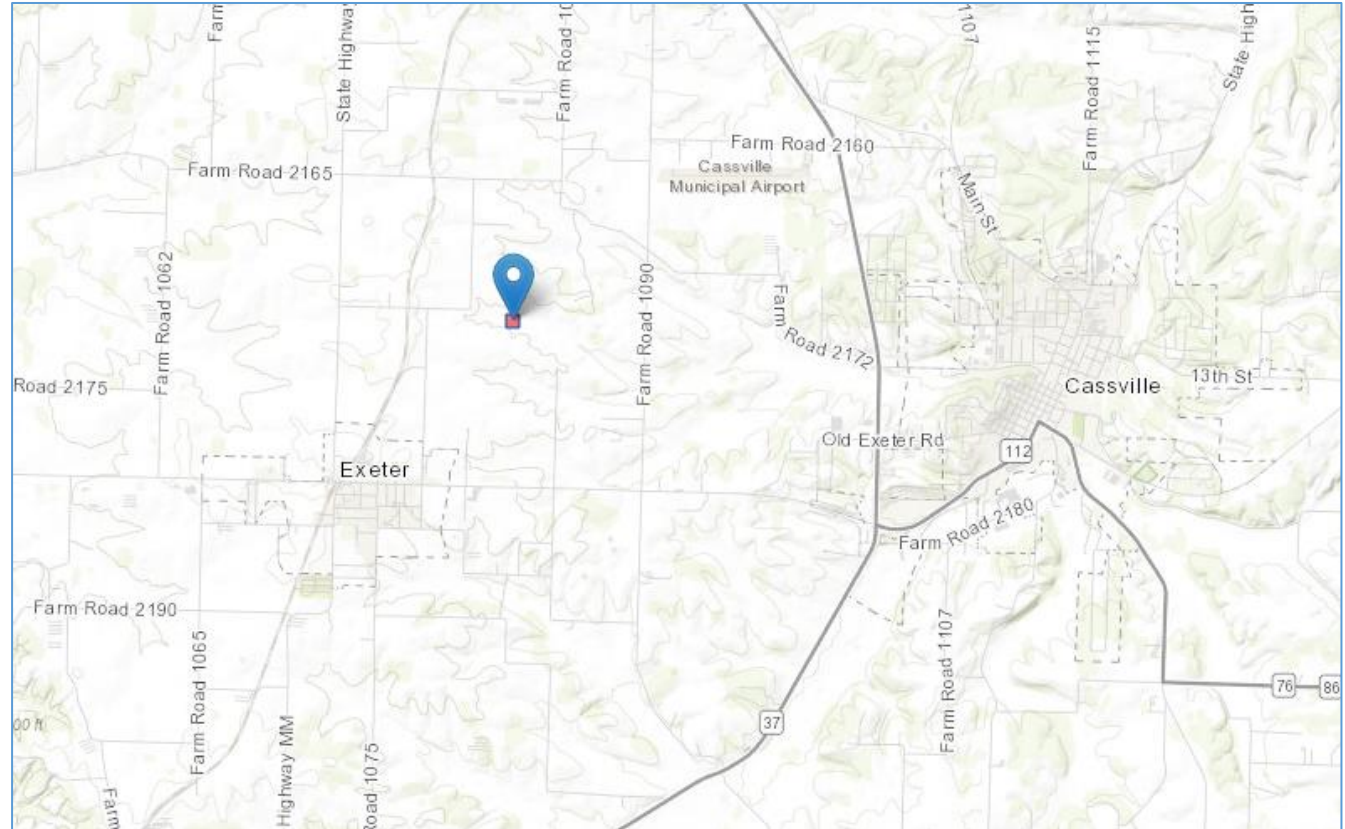 Farm
State Highway
Farm Road 10
1107
Farm Road 1115
State High
Farm Road 2160
Farm Road 2165
Cassville
Municipal Airport
Main St
Farm Road 1062
Farm Road 1090
Farm Road 2172
Road 2175
13th St
Cassville
Old Exeter Rd
112
Exeter
Farm Road 2180
Farm Road 2190
Farm Road 1065
Farm Road 1107
76
86
37
00 ft
Highway MM
Road 1075
Farm